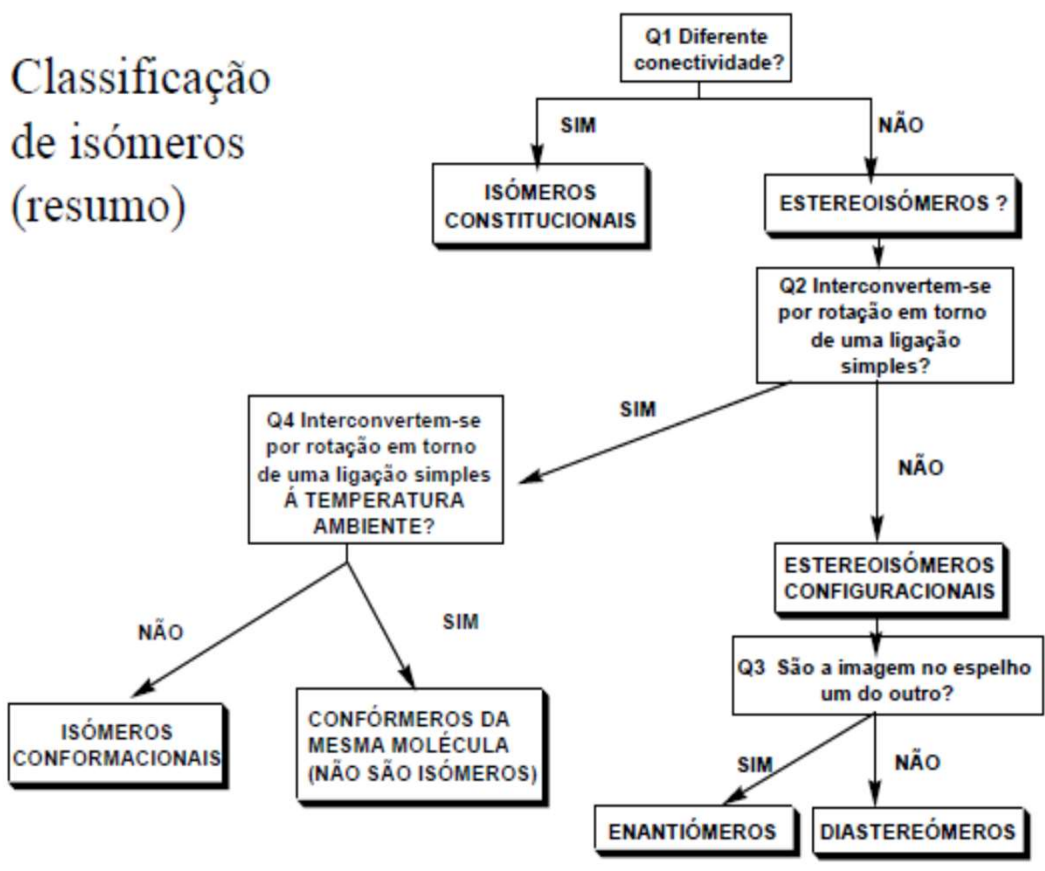 Classificação
de isómeros
(resumo)
Q1 Diferente
conectividade?
SIM
NÃO
ISÓMEROS
CONSTITUCIONAIS
ESTEREOISÓMEROS ?
Q2 Interconvertem-se
por rotação em torno
de uma ligação
simples?
SIM
NÃO
Q4 Interconvertem-se
por rotação em torno
de uma ligação simples
Á TEMPERATURA
AMBIENTE?
NÃO
SIM
ISÓMEROS
CONFORMACIONAIS
CONFÓRMEROS DA
MESMA MOLÉCULA
(NÃO SÃO ISÓMEROS)
ESTEREOISÓMEROS
CONFIGURACIONAIS
Q3 São a imagem no espelho
um do outro?
SIM
NÃO
ENANTIÓMEROS
DIASTEREÓMEROS